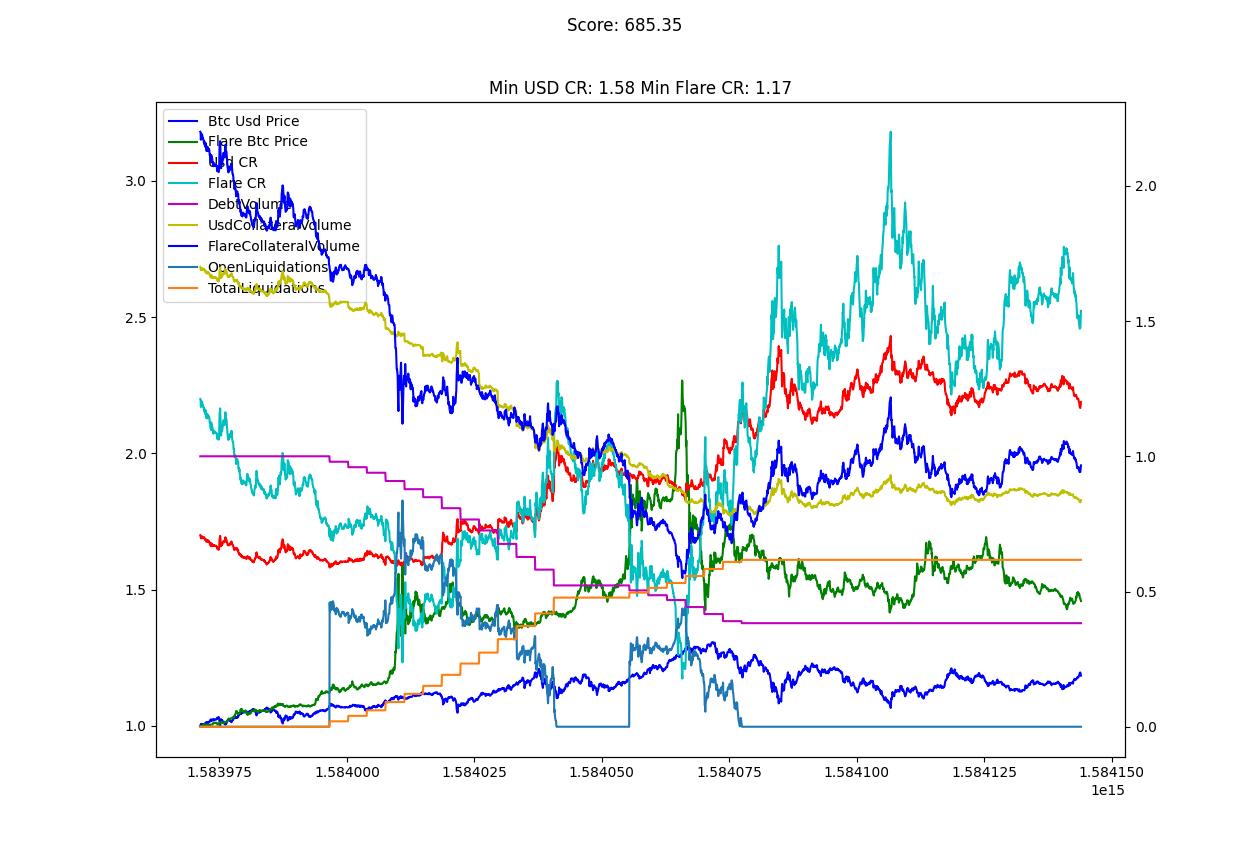 Score: 685.35
Min USD CR: 1.58 Min Flare CR: 1.17
Btc Usd Price
Flare Btc Price
Usd CR
Flare CR
DebtVolume
UsdCollateralVolume
FlareCollateralVolume
OpenLiquidations
TotalLiquidations
3.0
2.5
2.0
1.5
1.0
2.0
1.5
1.0
0.5
0.0
1.583975 1.584000 1.584025 1.584050 1.584075 1.584100 1.584125 1.584150
1e15